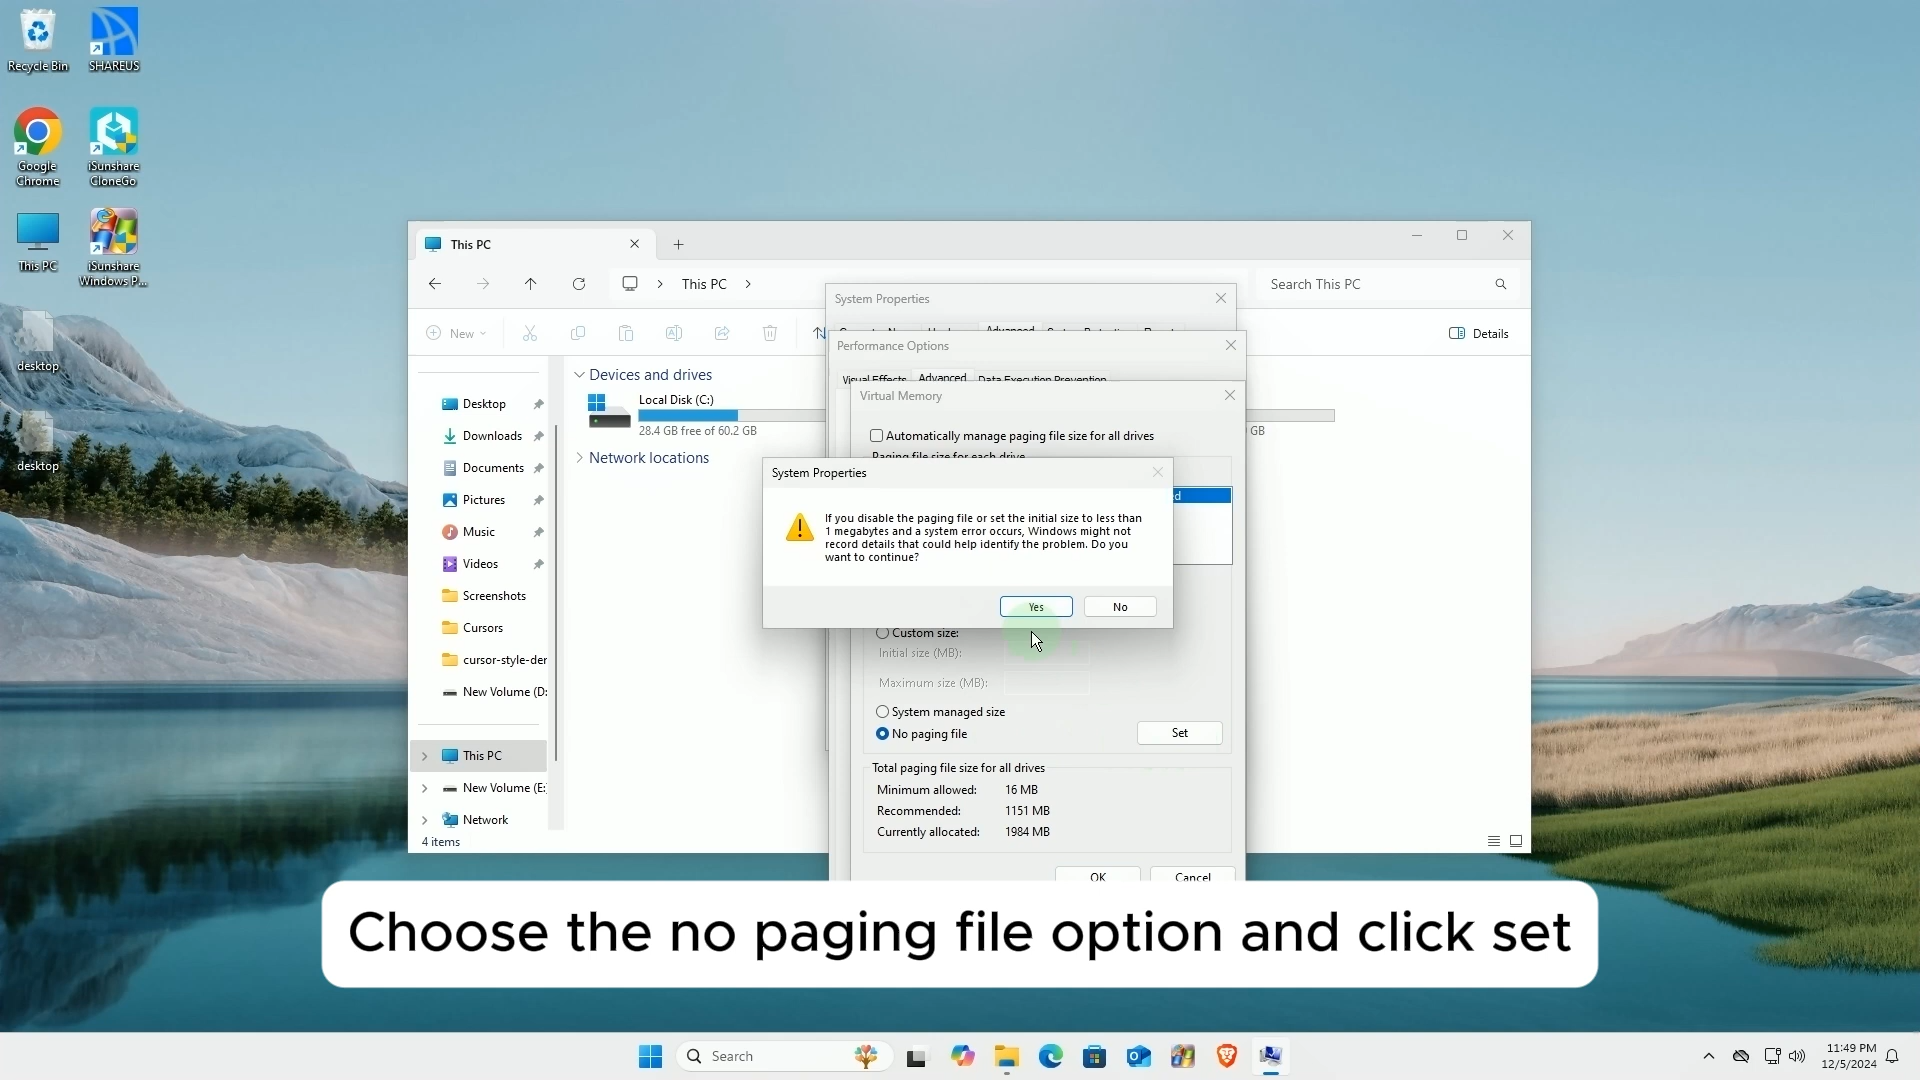 Recycle Bin
SHAREUS
Google
Chrome
iSunshare
CloneGo
This PC
iSunshare
Windows P...
desktop
desktop
This PC
This PC
Search This PC
New
Details
Desktop
Downloads
Documents
Pictures
Music
Videos
Screenshots
Cursors
cursor-style-der
New Volume (D:
This PC
New Volume (E:
Network
4 items
Devices and drives
Local Disk (C:)
28.4 GB free of 60.2 GB
GB
Network locations
System Properties
Advanced
Performance Options
Visual Effects
Advanced
Data Execution Prevention
Virtual Memory
Automatically manage paging file size for all drives
Paging file size for each drive
System Properties
If you disable the paging file or set the initial size to less than
1 megabytes and a system error occurs, Windows might not
record details that could help identify the problem. Do you
want to continue?
Yes
No
Custom size:
Initial size (MB):
Maximum size (MB):
System managed size
No paging file
Set
Total paging file size for all drives
Minimum allowed: 16 MB
Recommended: 1151 MB
Currently allocated: 1984 MB
OK
Cancel
Choose the no paging file option and click set
Search
11:49 PM
12/5/2024